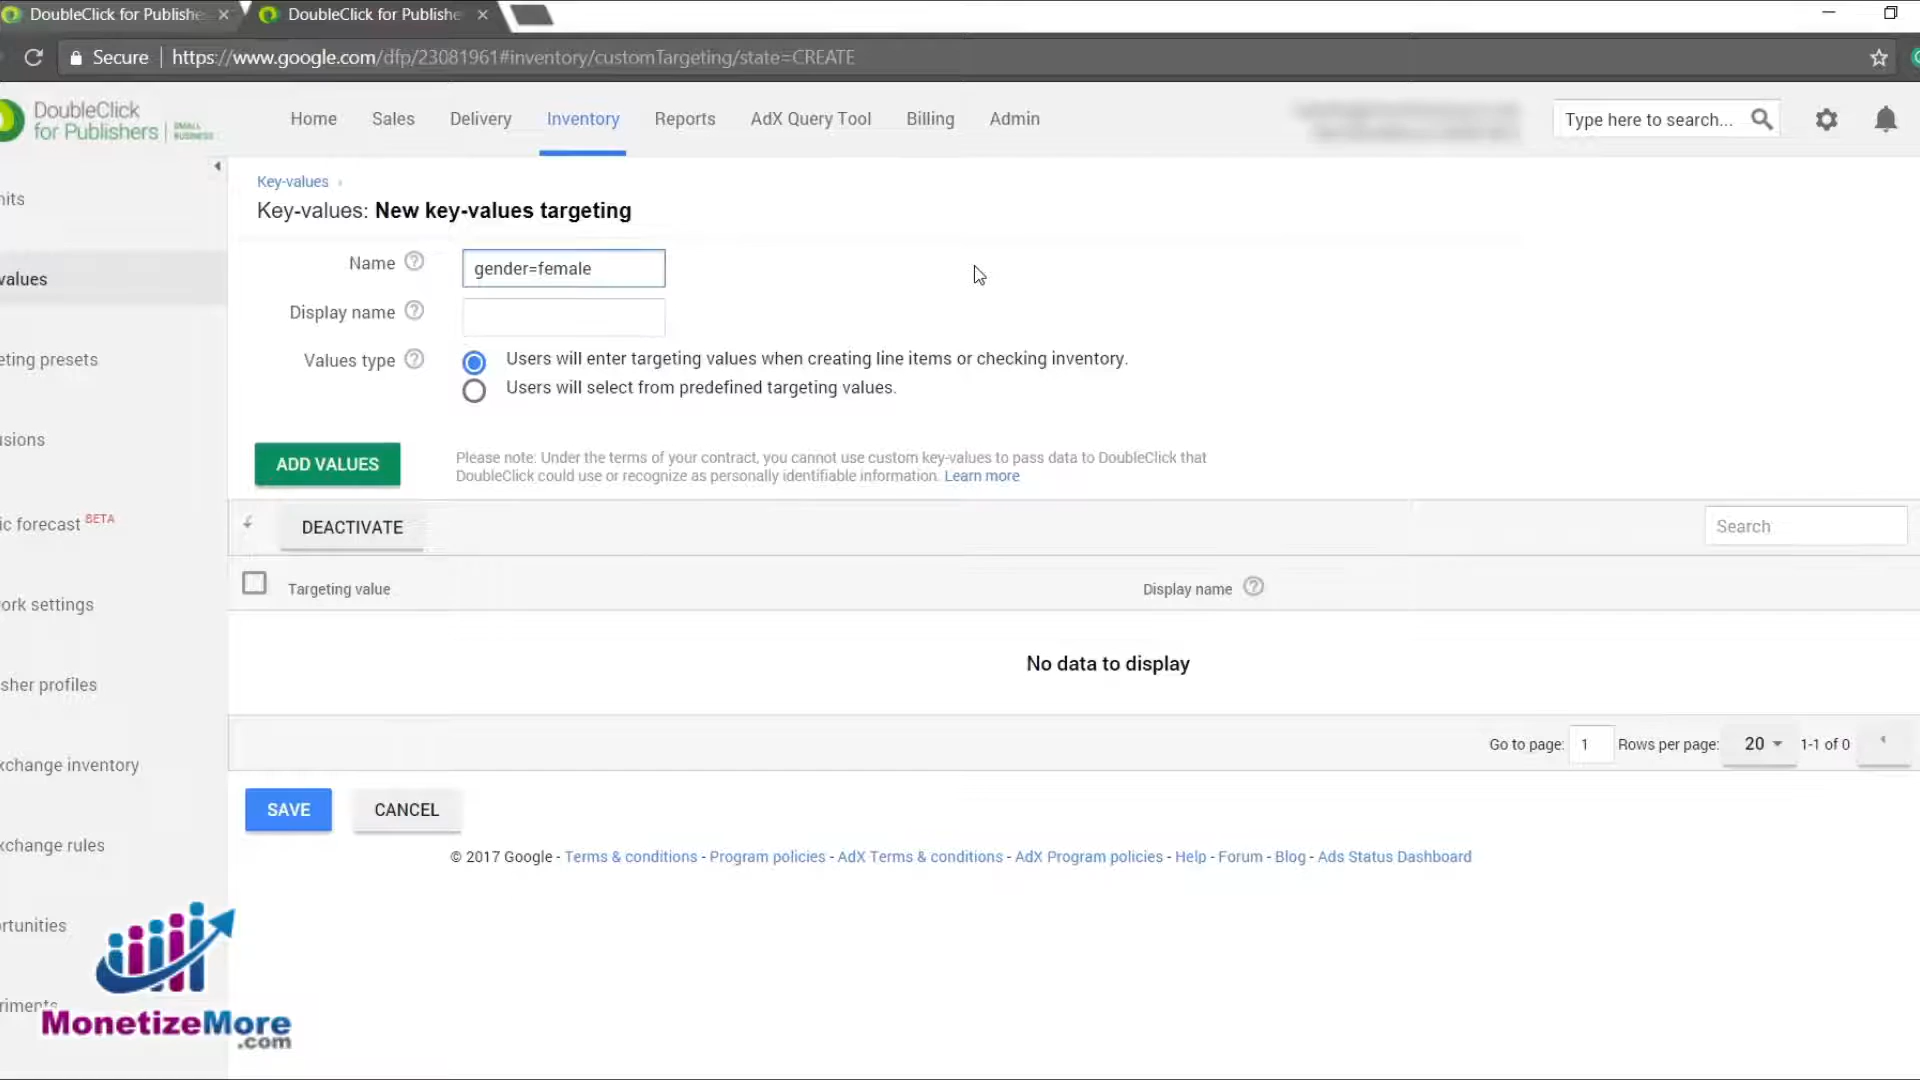 DoubleClick for Publishe
DoubleClick for Publishe
Secure
https://www.google.com/dfp/23081961#inventory/customTargeting/state=CREATE
DoubleClick
for Publishers | SMALL
BUSINESS
Home
Sales
Delivery
Inventory
Reports
AdX Query Tool
Billing
Admin
Type here to search...
nits
values
eting presets
usions
ic forecast BETA
ork settings
sher profiles
xchange inventory
xchange rules
rtunities
riments
Key-values
Key-values: New key-values targeting
Name
gender=female
Display name
Values type
Users will enter targeting values when creating line items or checking inventory.
Users will select from predefined targeting values.
ADD VALUES
Please note: Under the terms of your contract, you cannot use custom key-values to pass data to DoubleClick that
DoubleClick could use or recognize as personally identifiable information. Learn more
DEACTIVATE
Search
Targeting value
Display name
No data to display
Go to page: 1 Rows per page: 20 1-1 of 0
SAVE
CANCEL
© 2017 Google - Terms & conditions - Program policies - AdX Terms & conditions - AdX Program policies - Help - Forum - Blog - Ads Status Dashboard
MonetizeMore
.com